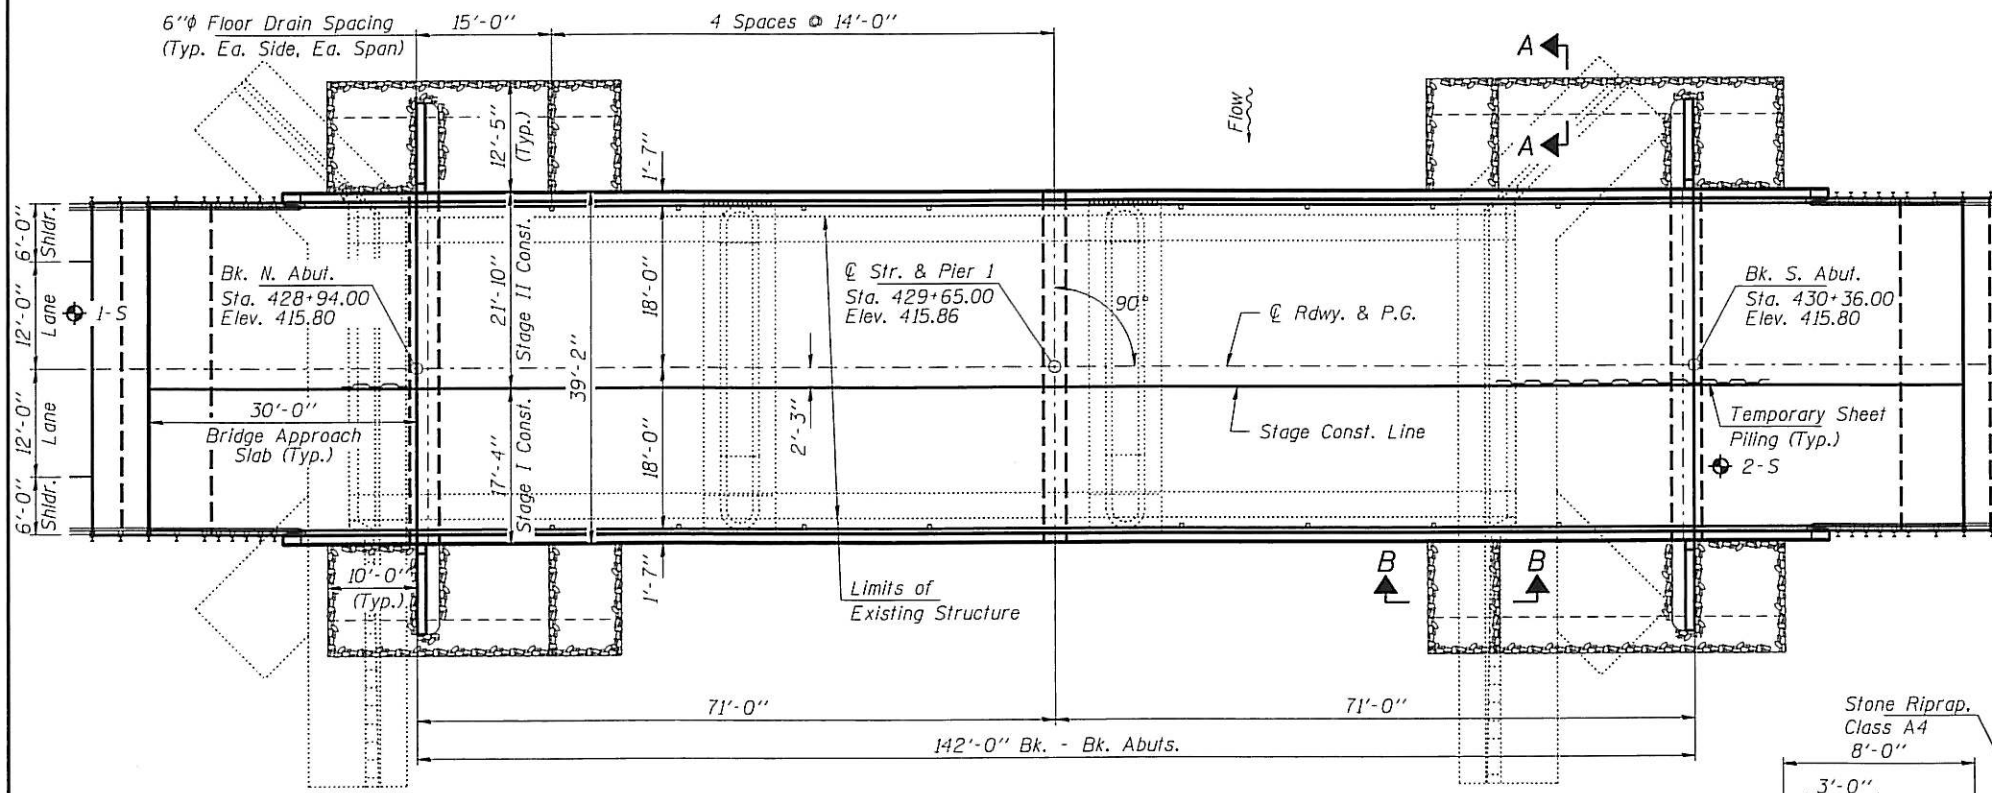 6''ϕ Floor Drain Spacing
(Typ. Ea. Side, Ea. Span)
15'-0''
4 Spaces @ 14'-0''
A
A
Flow
12'-5''
(Typ.)
1'-7''
6'-0''
Shldr.
12'-0''
Lane
12'-0''
Lane
6'-0''
Shldr.
1-S
Bk. N. Abut.
Sta. 428+94.00
Elev. 415.80
21'-10''
Stage II Const.
18'-0''
39'-2''
℄ Str. & Pier 1
Sta. 429+65.00
Elev. 415.86
90°
℄ Rdwy. & P.G.
Bk. S. Abut.
Sta. 430+36.00
Elev. 415.80
30'-0''
Bridge Approach
Slab (Typ.)
17'-4''
Stage I Const.
18'-0''
2'-3''
Stage Const. Line
Temporary Sheet
Piling (Typ.)
2-S
10'-0''
(Typ.)
1'-7''
Limits of
Existing Structure
B
B
71'-0''
71'-0''
142'-0'' Bk. - Bk. Abuts.
Stone Riprap,
Class A4
8'-0''
3'-0''